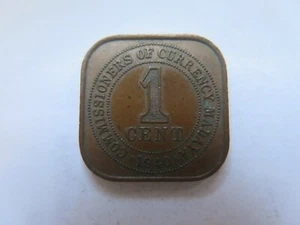 COMMISSIONERS OF CURRENCY MALAYA
1
CENT